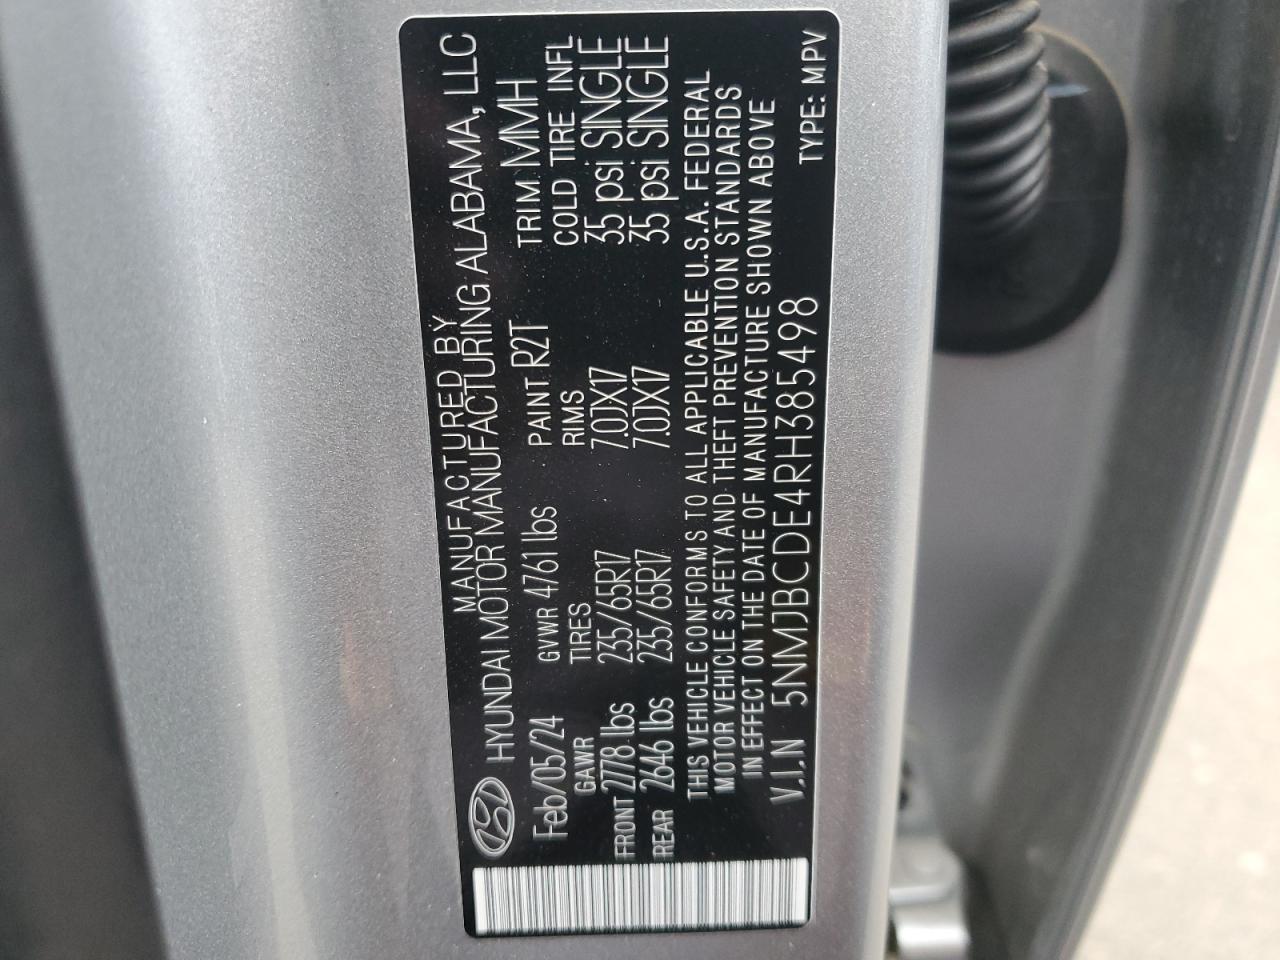 MANUFACTURED BY
HYUNDAI MOTOR MANUFACTURING ALABAMA, LLC
Feb/05/24 GVWR 4761 lbs PAINT R2T TRIM MMH
GAWR TIRES RIMS COLD TIRE INFL
FRONT 2778 lbs 235/65R17 7.0JX17 35 psi SINGLE
REAR 2646 lbs 235/65R17 7.0JX17 35 psi SINGLE
THIS VEHICLE CONFORMS TO ALL APPLICABLE U.S.A. FEDERAL
MOTOR VEHICLE SAFETY AND THEFT PREVENTION STANDARDS
IN EFFECT ON THE DATE OF MANUFACTURE SHOWN ABOVE
V.I.N 5NMJBCDE4RH385498 TYPE: MPV